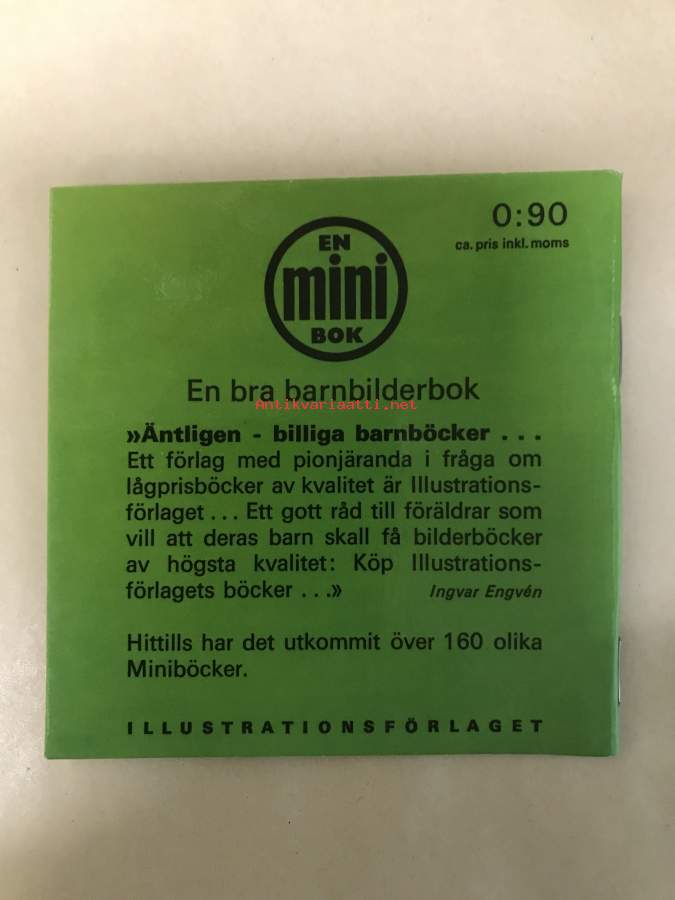 0:90
ca. pris inkl. moms
EN
mini
BOK
En bra barnbilderbok
Antikvariaatti.net
»Äntligen - billiga barnböcker . . .
Ett förlag med pionjäranda i fråga om
lågprisböcker av kvalitet är Illustrations-
förlaget . . . Ett gott råd till föräldrar som
vill att deras barn skall få bilderböcker
av högsta kvalitet: Köp Illustrations-
förlagets böcker . . .» Ingvar Engvén
Hittills har det utkommit över 160 olika
Miniböcker.
ILLUSTRATIONSFÖRLAGET